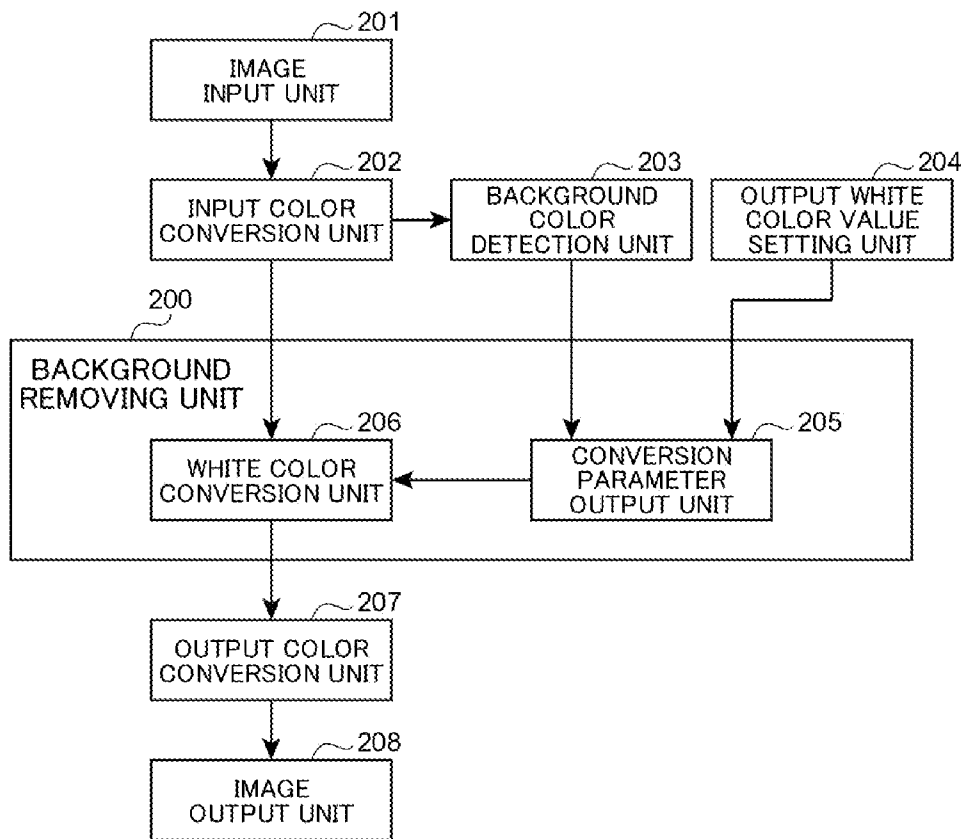 201
IMAGE
INPUT UNIT
202
INPUT COLOR
CONVERSION UNIT
203
BACKGROUND
COLOR
DETECTION UNIT
204
OUTPUT WHITE
COLOR VALUE
SETTING UNIT
200
BACKGROUND
REMOVING UNIT
206
WHITE COLOR
CONVERSION UNIT
205
CONVERSION
PARAMETER
OUTPUT UNIT
207
OUTPUT COLOR
CONVERSION UNIT
208
IMAGE
OUTPUT UNIT